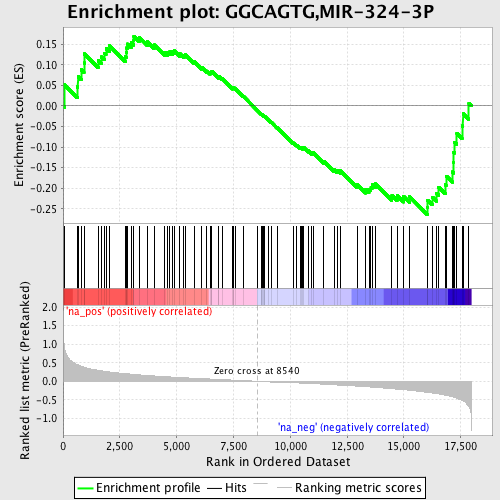 Enrichment plot: GGCAGTG,MIR-324-3P
Enrichment score (ES)
0.15
0.10
0.05
0.00
-0.05
-0.10
-0.15
-0.20
-0.25
'na_pos' (positively correlated)
Ranked list metric (PreRanked)
2.0
1.5
1.0
0.5
0.0
-0.5
-1.0
Zero cross at 8540
'na_neg' (negatively correlated)
0
2,500
5,000
7,500
10,000
12,500
15,000
17,500
Rank in Ordered Dataset
Enrichment profile
Hits
Ranking metric scores